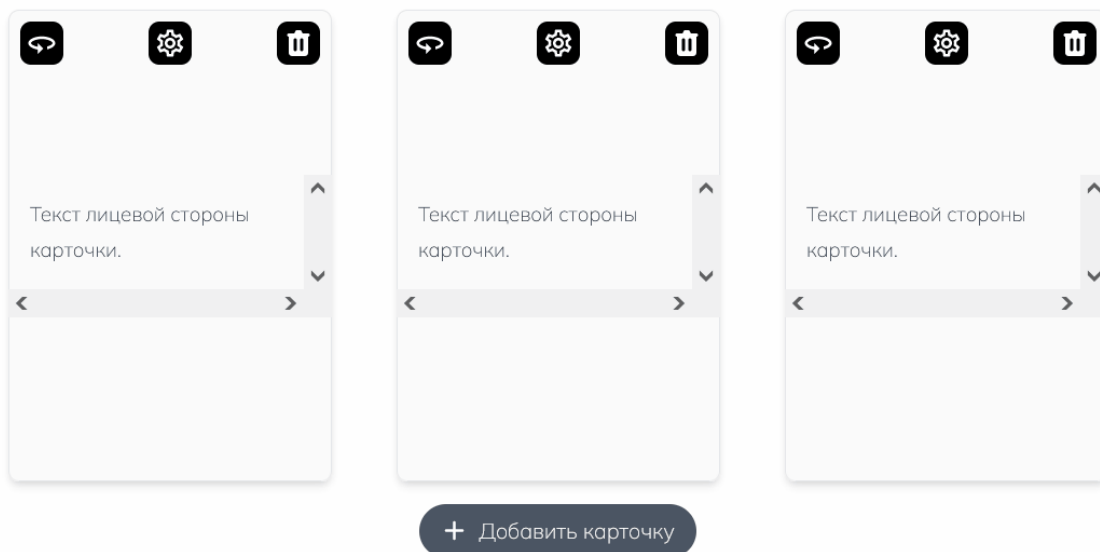 Текст лицевой стороны
карточки.
Текст лицевой стороны
карточки.
Текст лицевой стороны
карточки.
+ Добавить карточку